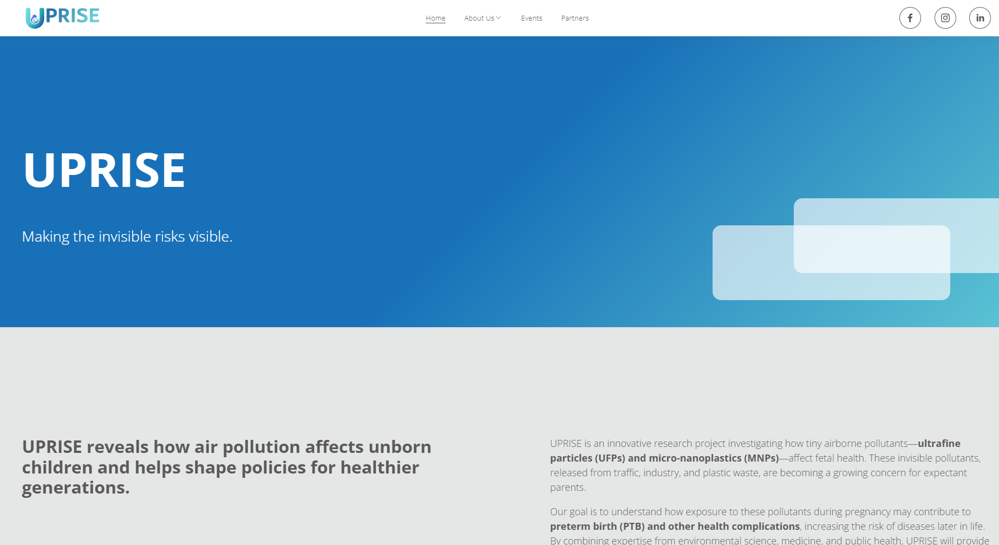 UPRISE
Home
About Us
Events
Partners
UPRISE
Making the invisible risks visible.
UPRISE reveals how air pollution affects unborn
children and helps shape policies for healthier
generations.
UPRISE is an innovative research project investigating how tiny airborne pollutants—ultrafine
particles (UFPs) and micro-nanoplastics (MNPs)—affect fetal health. These invisible pollutants,
released from traffic, industry, and plastic waste, are becoming a growing concern for expectant
parents.
Our goal is to understand how exposure to these pollutants during pregnancy may contribute to
preterm birth (PTB) and other health complications, increasing the risk of diseases later in life.
By combining expertise from environmental science, medicine, and public health, UPRISE will provide